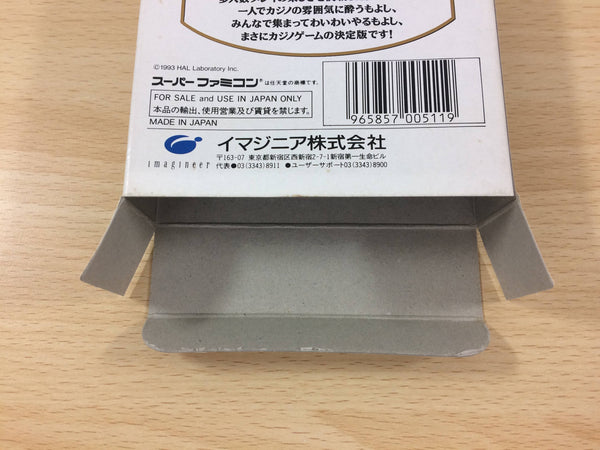 一人でカジノの雰囲気に酔うもよし、
みんなで集まってわいわいやるもよし、
まさにカジノゲームの決定版です!
©1993 HAL Laboratory Inc.
スーパーファミコン®は任天堂の商標です。
FOR SALE and USE IN JAPAN ONLY
本品の輸出、使用営業及び賃貸を禁じます。
MADE IN JAPAN
965857 005119
imagineer
イマジニア株式会社
〒163-07 東京都新宿区西新宿2-7-1新宿第一生命ビル
代表●03(3343)8911 ●ユーザーサポート03(3343)8900